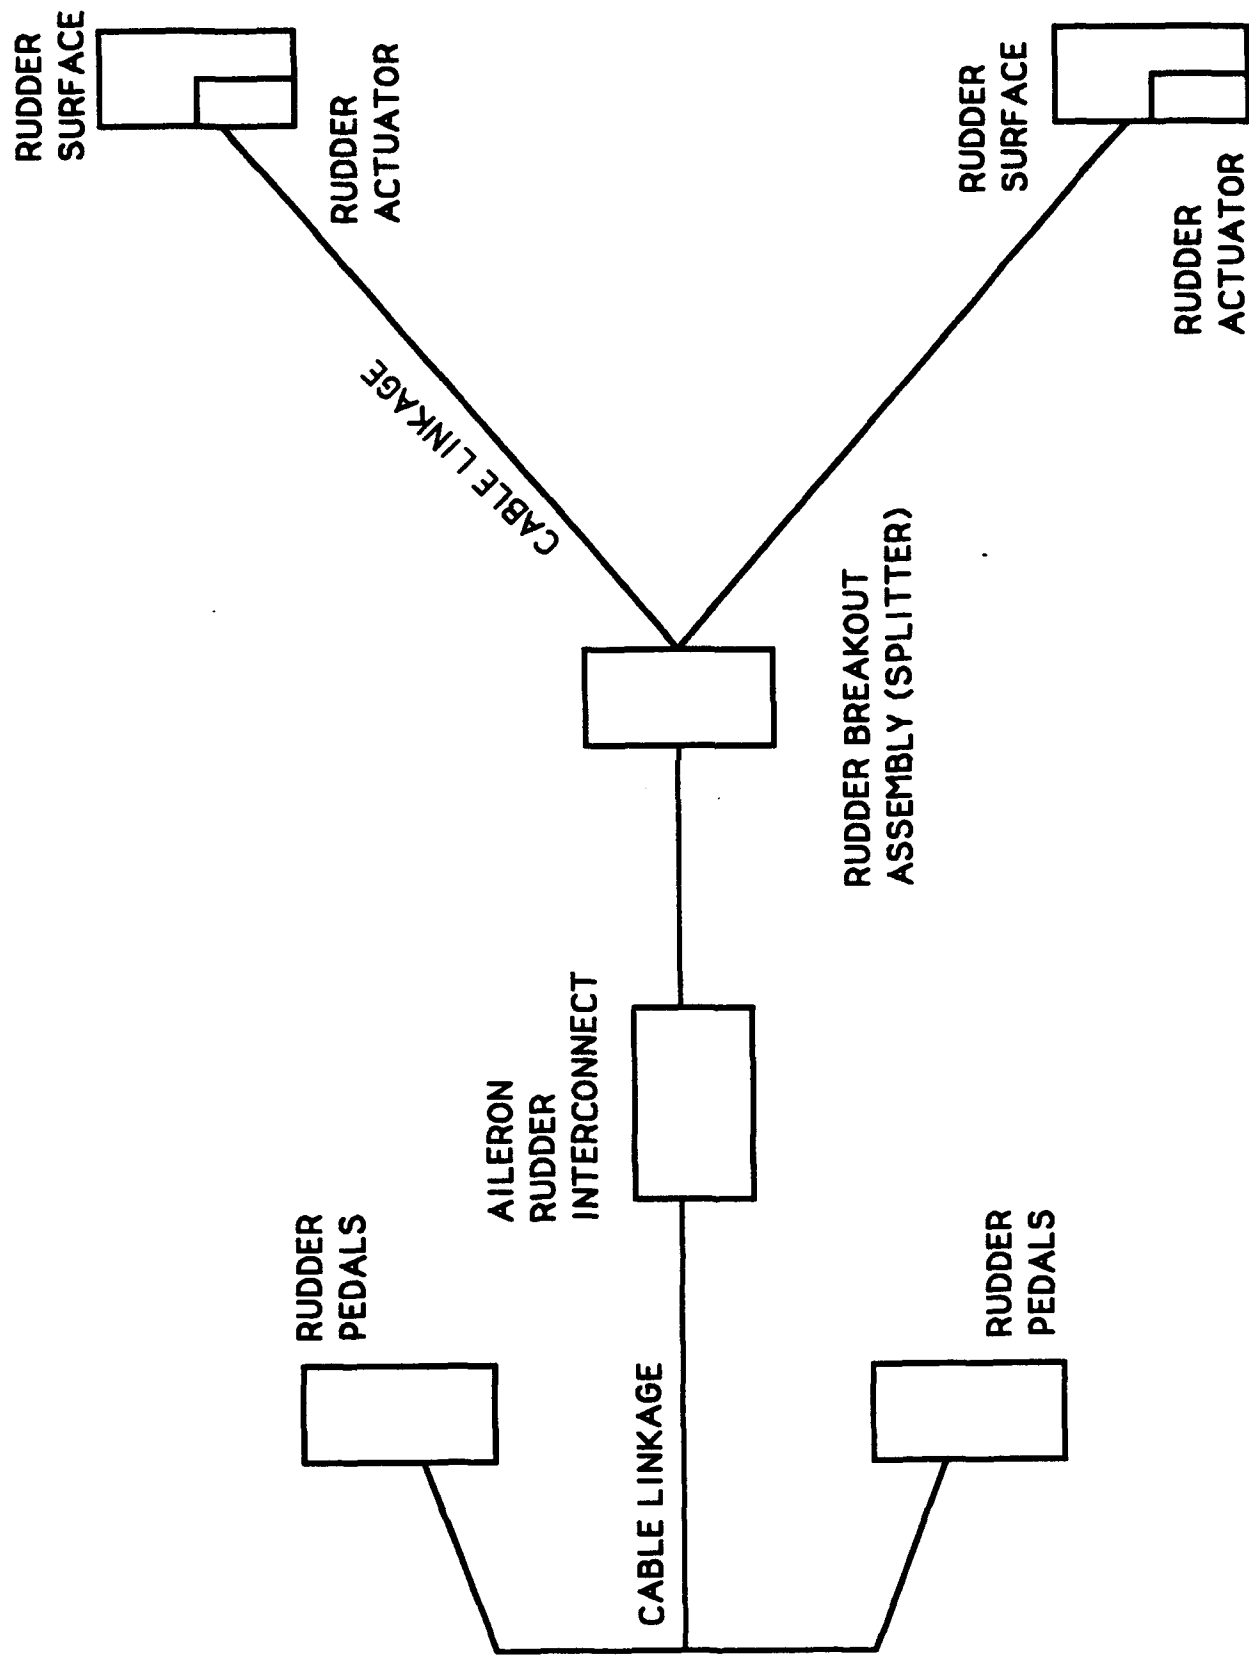 RUDDER
SURFACE
RUDDER
ACTUATOR
CABLE LINKAGE
RUDDER
SURFACE
RUDDER
ACTUATOR
RUDDER BREAKOUT
ASSEMBLY (SPLITTER)
AILERON
RUDDER
INTERCONNECT
RUDDER
PEDALS
CABLE LINKAGE
RUDDER
PEDALS